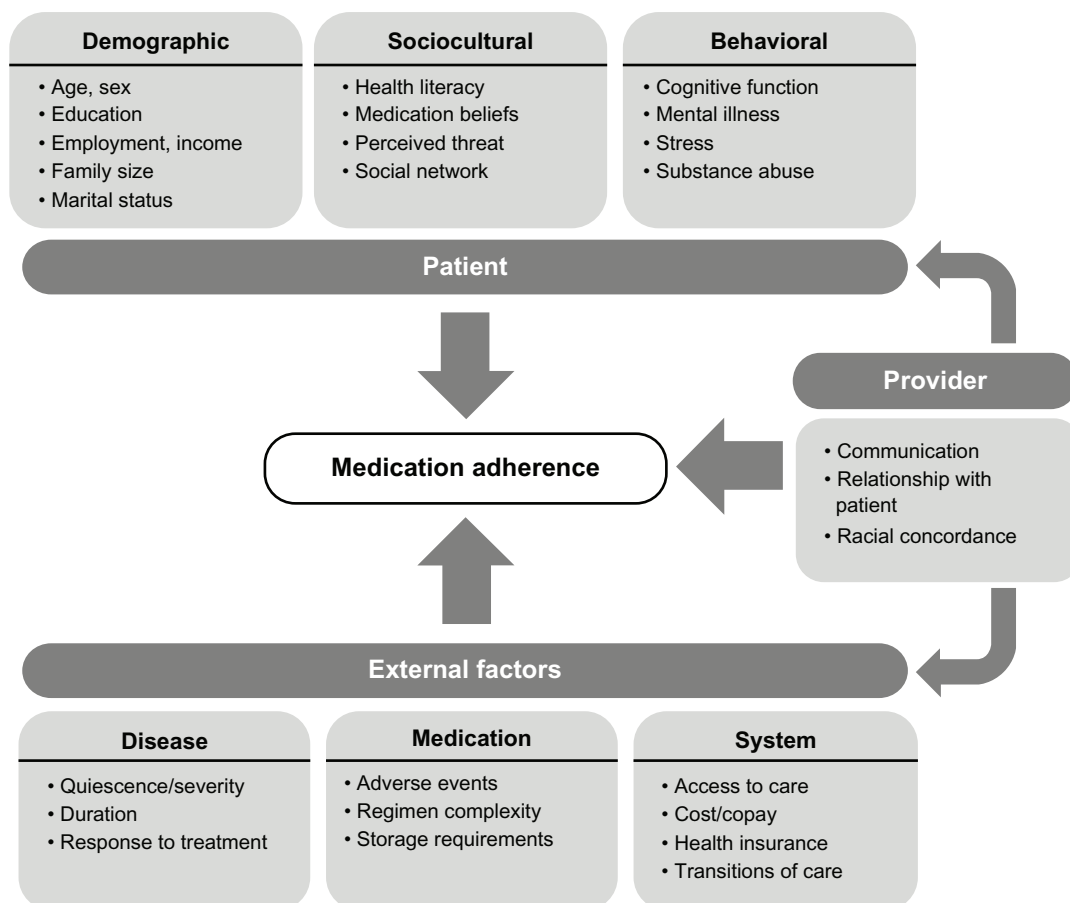 Demographic
• Age, sex
• Education
• Employment, income
• Family size
• Marital status
Sociocultural
• Health literacy
• Medication beliefs
• Perceived threat
• Social network
Behavioral
• Cognitive function
• Mental illness
• Stress
• Substance abuse
Patient
Provider
• Communication
• Relationship with
patient
• Racial concordance
Medication adherence
External factors
Disease
• Quiescence/severity
• Duration
• Response to treatment
Medication
• Adverse events
• Regimen complexity
• Storage requirements
System
• Access to care
• Cost/copay
• Health insurance
• Transitions of care